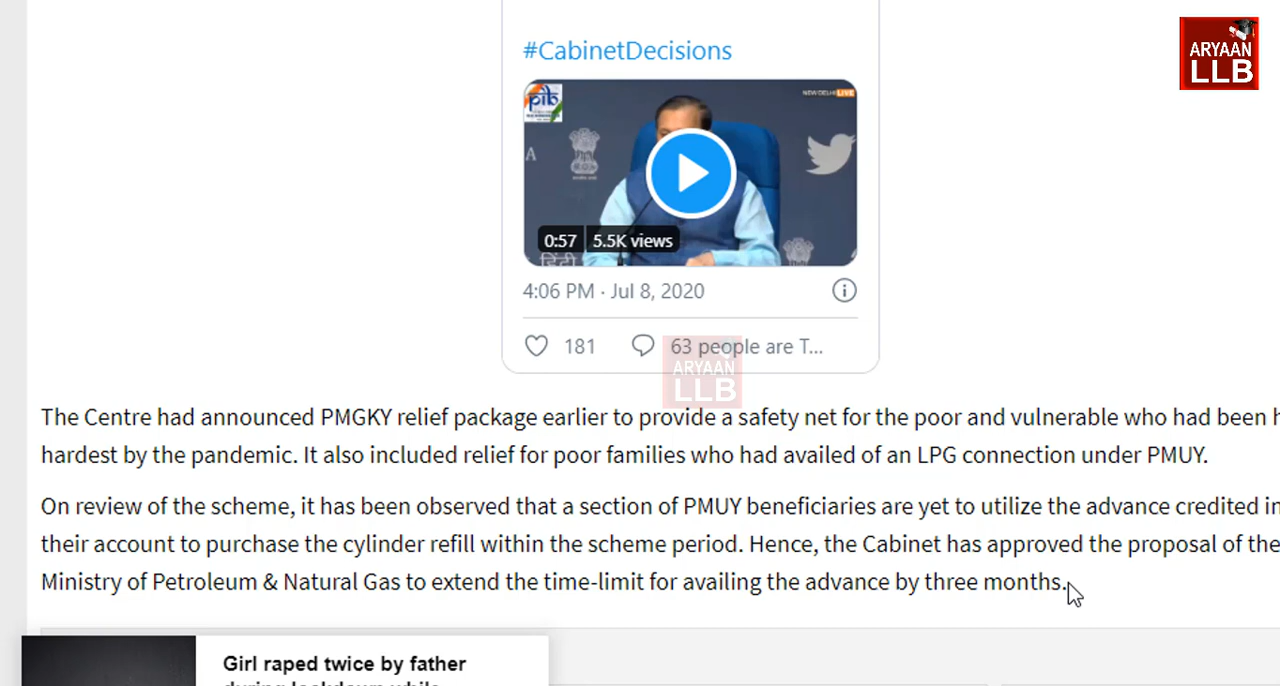 ARYAAN
LLB
#CabinetDecisions
pib
NEW DELHI LIVE
A
0:57 5.5K views
हिंदी
4:06 PM · Jul 8, 2020
181 63 people are T...
ARYAAN
LLB
The Centre had announced PMGKY relief package earlier to provide a safety net for the poor and vulnerable who had been h
hardest by the pandemic. It also included relief for poor families who had availed of an LPG connection under PMUY.
On review of the scheme, it has been observed that a section of PMUY beneficiaries are yet to utilize the advance credited in
their account to purchase the cylinder refill within the scheme period. Hence, the Cabinet has approved the proposal of the
Ministry of Petroleum & Natural Gas to extend the time-limit for availing the advance by three months.
Girl raped twice by father
during lockdown while